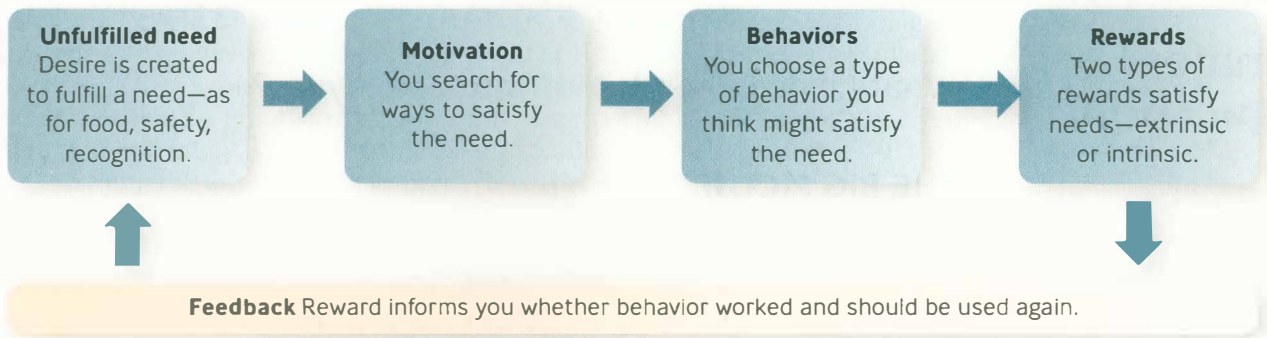 Unfulfilled need
Desire is created
to fulfill a need—as
for food, safety,
recognition.
Motivation
You search for
ways to satisfy
the need.
Behaviors
You choose a type
of behavior you
think might satisfy
the need.
Rewards
Two types of
rewards satisfy
needs—extrinsic
or intrinsic.
Feedback Reward informs you whether behavior worked and should be used again.